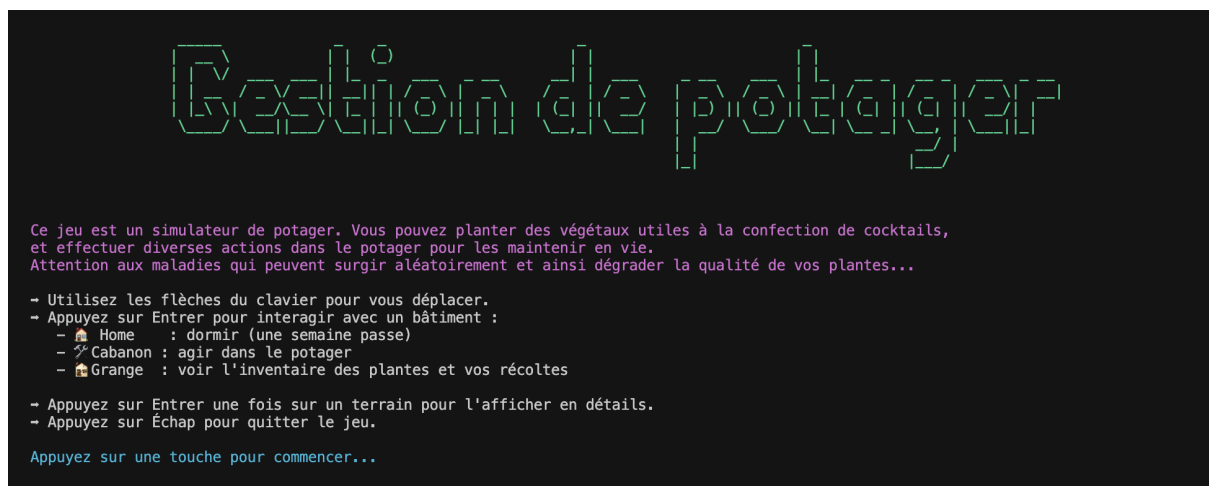 Gestion de potager
Ce jeu est un simulateur de potager. Vous pouvez planter des végétaux utiles à la confection de cocktails,
et effectuer diverses actions dans le potager pour les maintenir en vie.
Attention aux maladies qui peuvent surgir aléatoirement et ainsi dégrader la qualité de vos plantes...
➡ Utilisez les flèches du clavier pour vous déplacer.
➡ Appuyez sur Entrer pour interagir avec un bâtiment :
- 🏠 Home : dormir (une semaine passe)
- 🛠 Cabanon : agir dans le potager
- 🏠 Grange : voir l'inventaire des plantes et vos récoltes
➡ Appuyez sur Entrer une fois sur un terrain pour l'afficher en détails.
➡ Appuyez sur Échap pour quitter le jeu.
Appuyez sur une touche pour commencer...